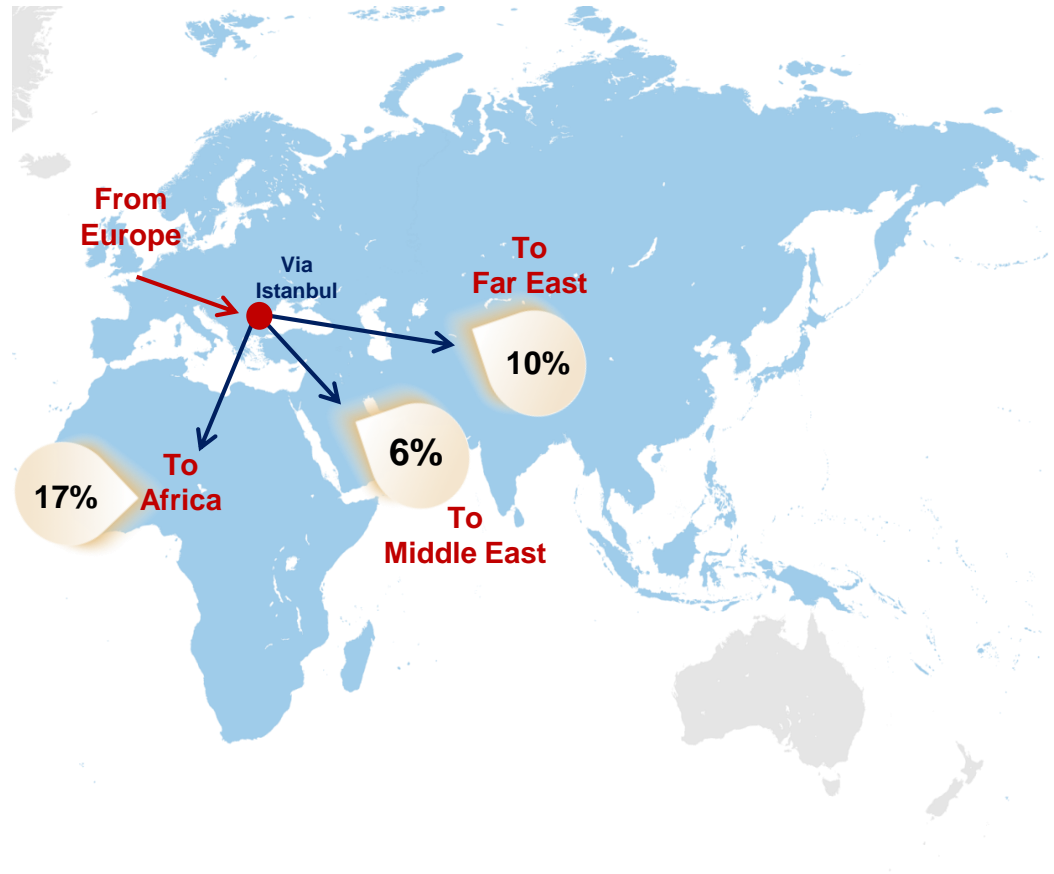 From
Europe
Via
Istanbul
To
Far East
10%
6%
To
Middle East
17%
To
Africa